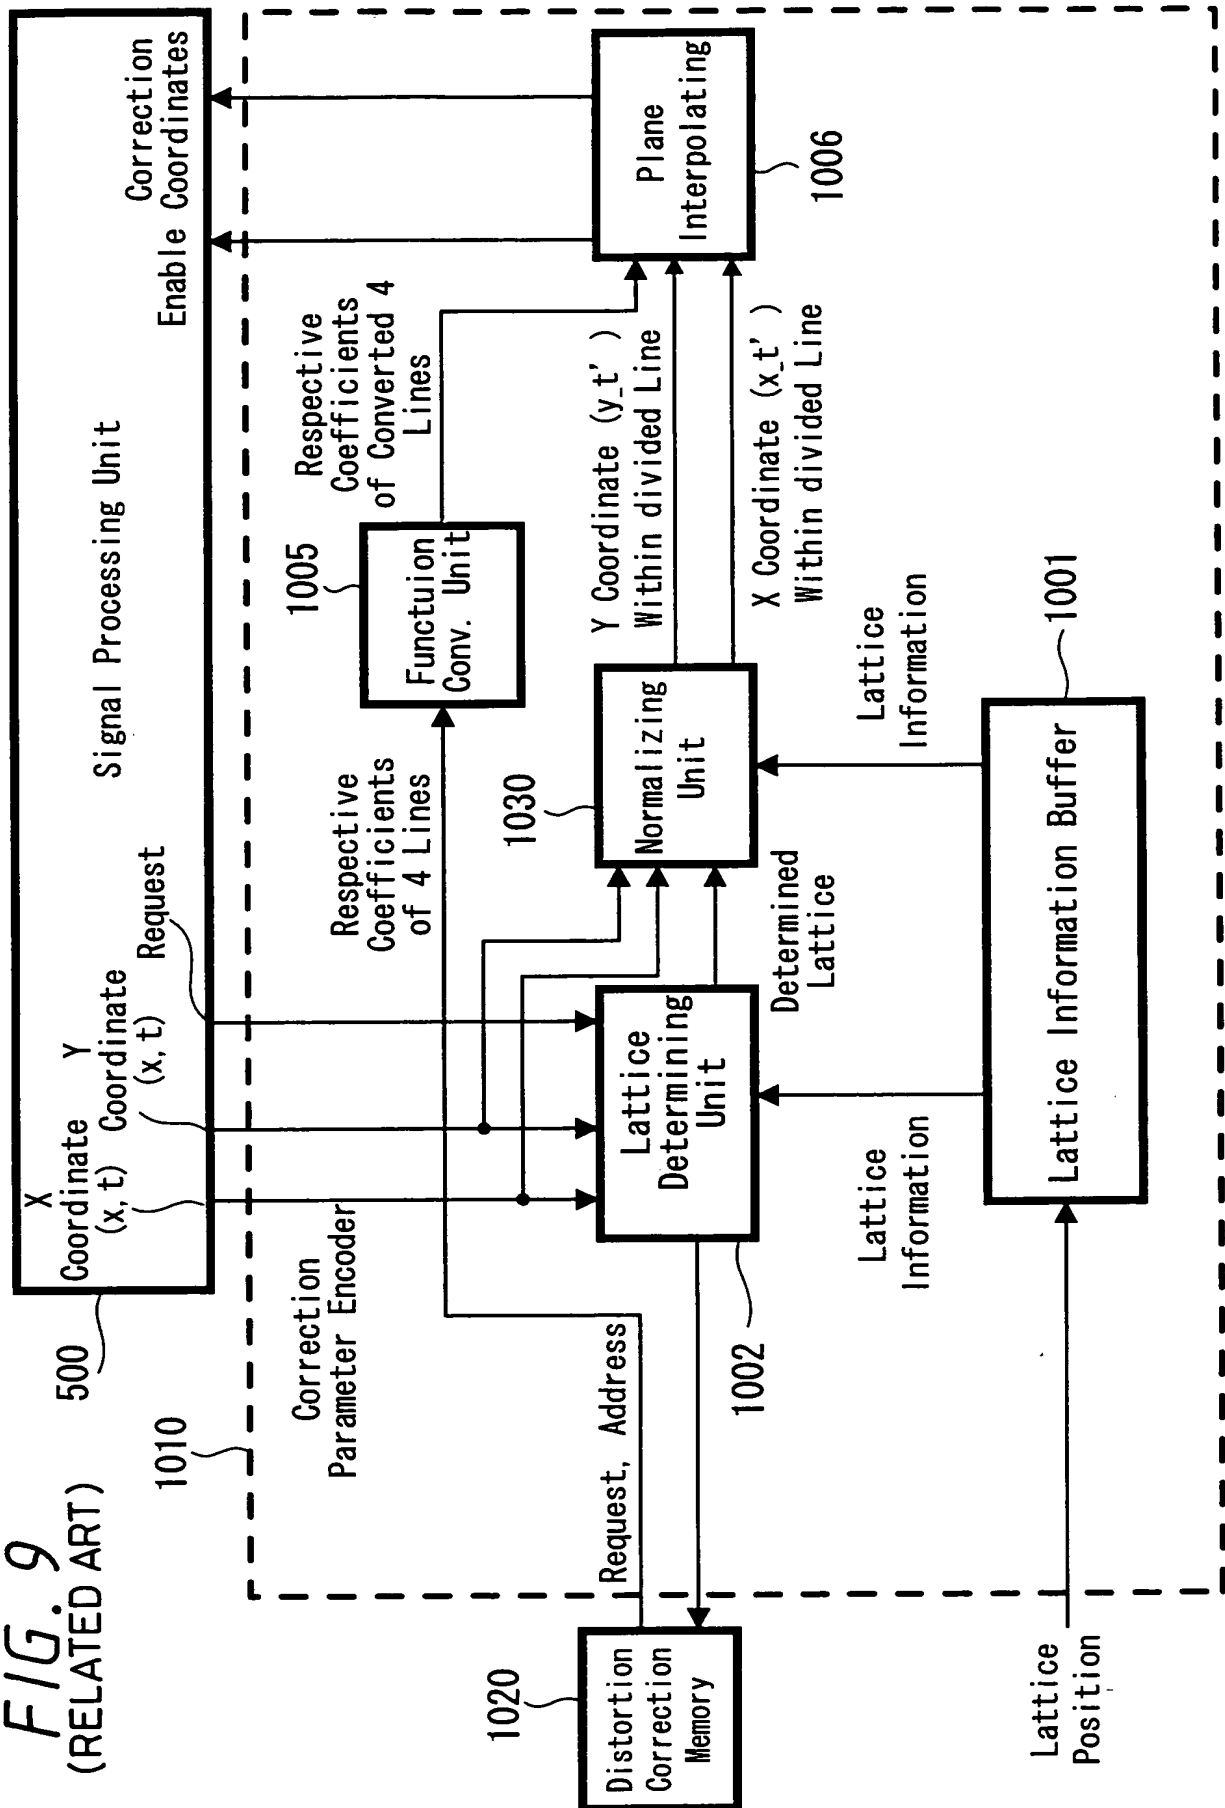 FIG. 9
(RELATED ART)
500
X
Coordinate
(x, t)
Y
Coordinate
(x, t)
Request
Signal Processing Unit
Enable
Correction
Coordinates
1010
Correction
Parameter Encoder
Respective
Coefficients
of 4 Lines
1005
Functuion
Conv. Unit
Respective
Coefficients
of Converted 4
Lines
1020
Distortion
Correction
Memory
Request, Address
1002
Lattice
Determining
Unit
Determined
Lattice
1030
Normalizing
Unit
Y Coordinate (y_t')
Within divided Line
X Coordinate (x_t')
Within divided Line
Plane
Interpolating
1006
Lattice
Information
Lattice
Information
Lattice
Position
Lattice Information Buffer
1001